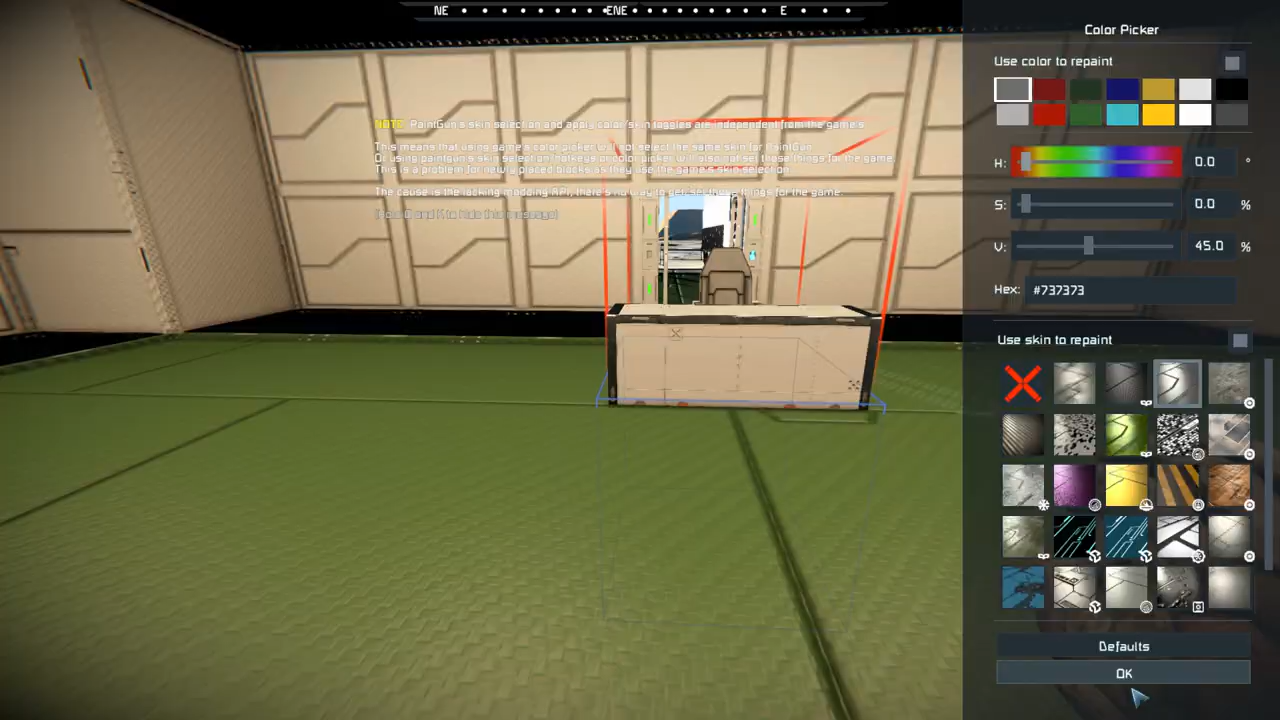 NE ENE E
Color Picker
Use color to repaint
H: 0.0 °
S: 0.0 %
V: 45.0 %
Hex: #737373
Use skin to repaint
Defaults
OK
NOTE: PaintGun's skin selection and apply color/skin toggles are independent from the game's
This means that using game's color picker will not select the same skin for PaintGun.
Or using paintgun's skin selection hotkeys or color picker will also not set those things for the game.
This is a problem for newly placed blocks as they use the game's skin selection.
The cause is the lacking modding API, there's no way to get/set these things for the game.
to hide this message)